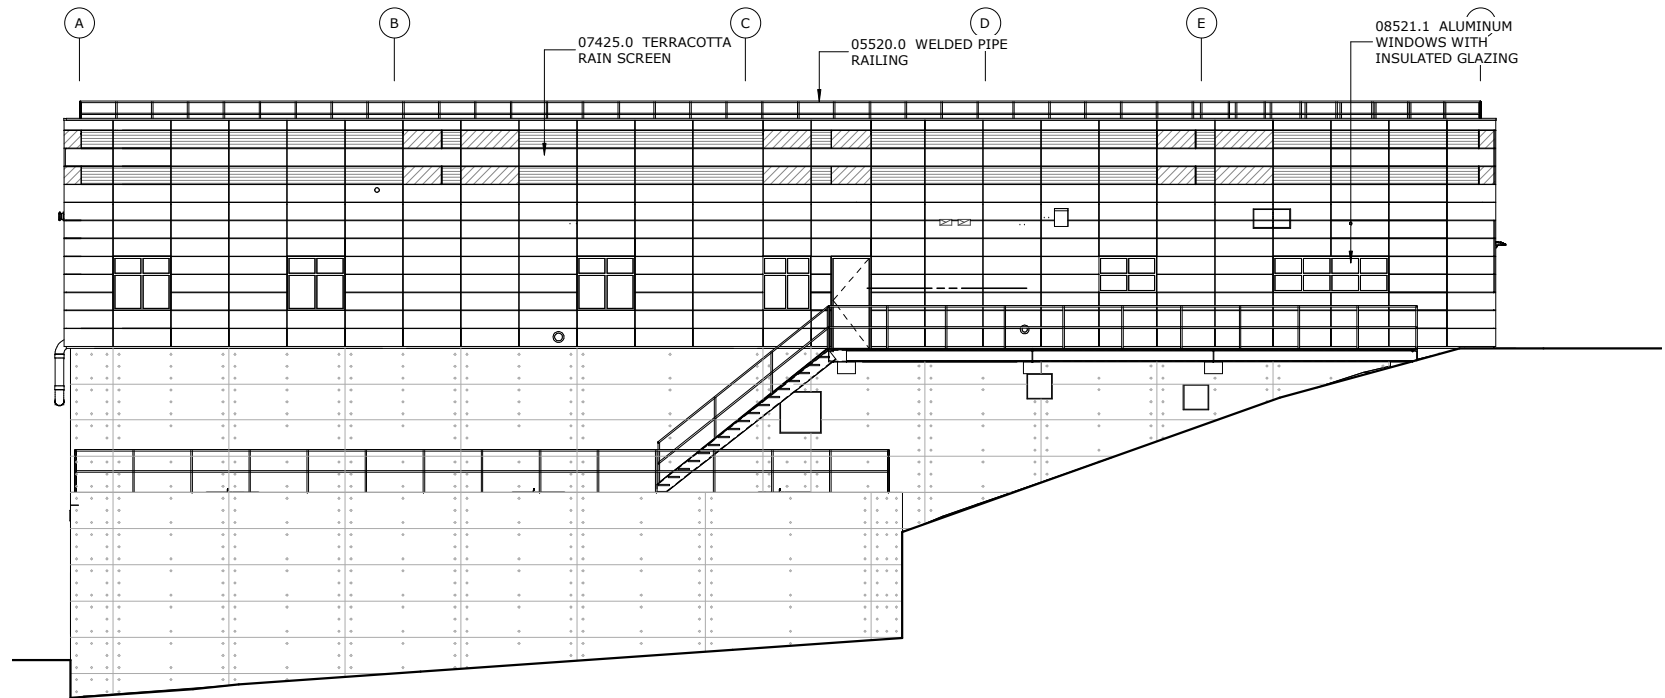 A
B
C
D
E
07425.0 TERRACOTTA
RAIN SCREEN
05520.0 WELDED PIPE
RAILING
08521.1 ALUMINUM
WINDOWS WITH
INSULATED GLAZING